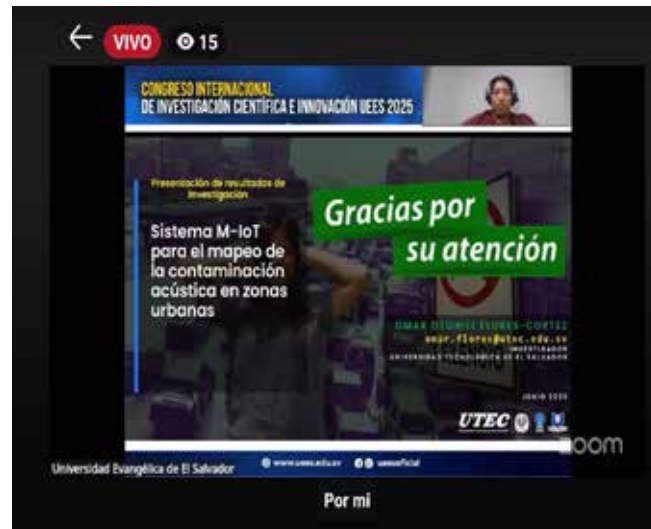 VIVO 15
CONGRESO INTERNACIONAL
DE INVESTIGACIÓN CIENTÍFICA E INNOVACIÓN UEES 2025
Presentación de resultados de
investigación
Sistema M-IoT
para el mapeo de
la contaminación
acústica en zonas
urbanas
Gracias por
su atención
OMAR OTONIEL FLORES-CORTEZ
omar.flores@utec.edu.sv
INVESTIGADOR
UNIVERSIDAD TECNOLÓGICA DE EL SALVADOR
JUNIO 2025
UTEC
zoom
Universidad Evangélica de El Salvador
www.uees.edu.sv ueesoficial
Por mi